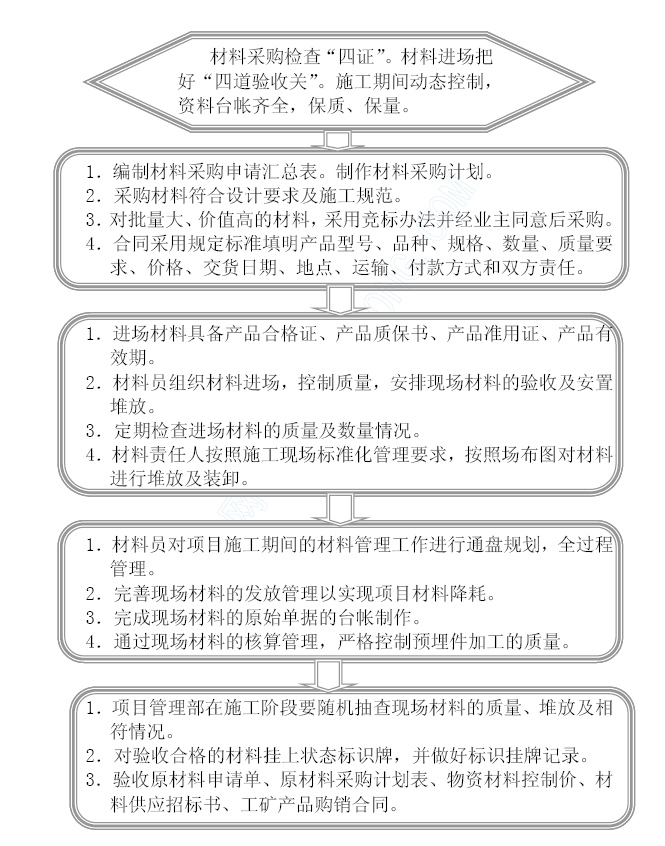 材料采购检查“四证”。材料进场把
好“四道验收关”。施工期间动态控制，
资料台帐齐全，保质、保量。
1．编制材料采购申请汇总表。制作材料采购计划。
2．采购材料符合设计要求及施工规范。
3．对批量大、价值高的材料，采用竞标办法并经业主同意后采购。
4．合同采用规定标准填明产品型号、品种、规格、数量、质量要
求、价格、交货日期、地点、运输、付款方式和双方责任。
1．进场材料具备产品合格证、产品质保书、产品准用证、产品有
效期。
2．材料员组织材料进场，控制质量，安排现场材料的验收及安置
堆放。
3．定期检查进场材料的质量及数量情况。
4．材料责任人按照施工现场标准化管理要求，按照场布图对材料
进行堆放及装卸。
1．材料员对项目施工期间的材料管理工作进行通盘规划，全过程
管理。
2．完善现场材料的发放管理以实现项目材料降耗。
3．完成现场材料的原始单据的台帐制作。
4．通过现场材料的核算管理，严格控制预埋件加工的质量。
1．项目管理部在施工阶段要随机抽查现场材料的质量、堆放及相
符情况。
2．对验收合格的材料挂上状态标识牌，并做好标识挂牌记录。
3．验收原材料申请单、原材料采购计划表、物资材料控制价、材
料供应招标书、工矿产品购销合同。